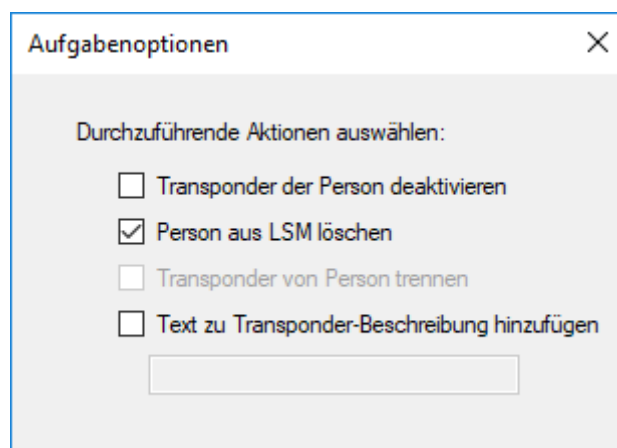 Aufgabenoptionen
Durchzuführende Aktionen auswählen:
Transponder der Person deaktivieren
Person aus LSM löschen
Transponder von Person trennen
Text zu Transponder-Beschreibung hinzufügen